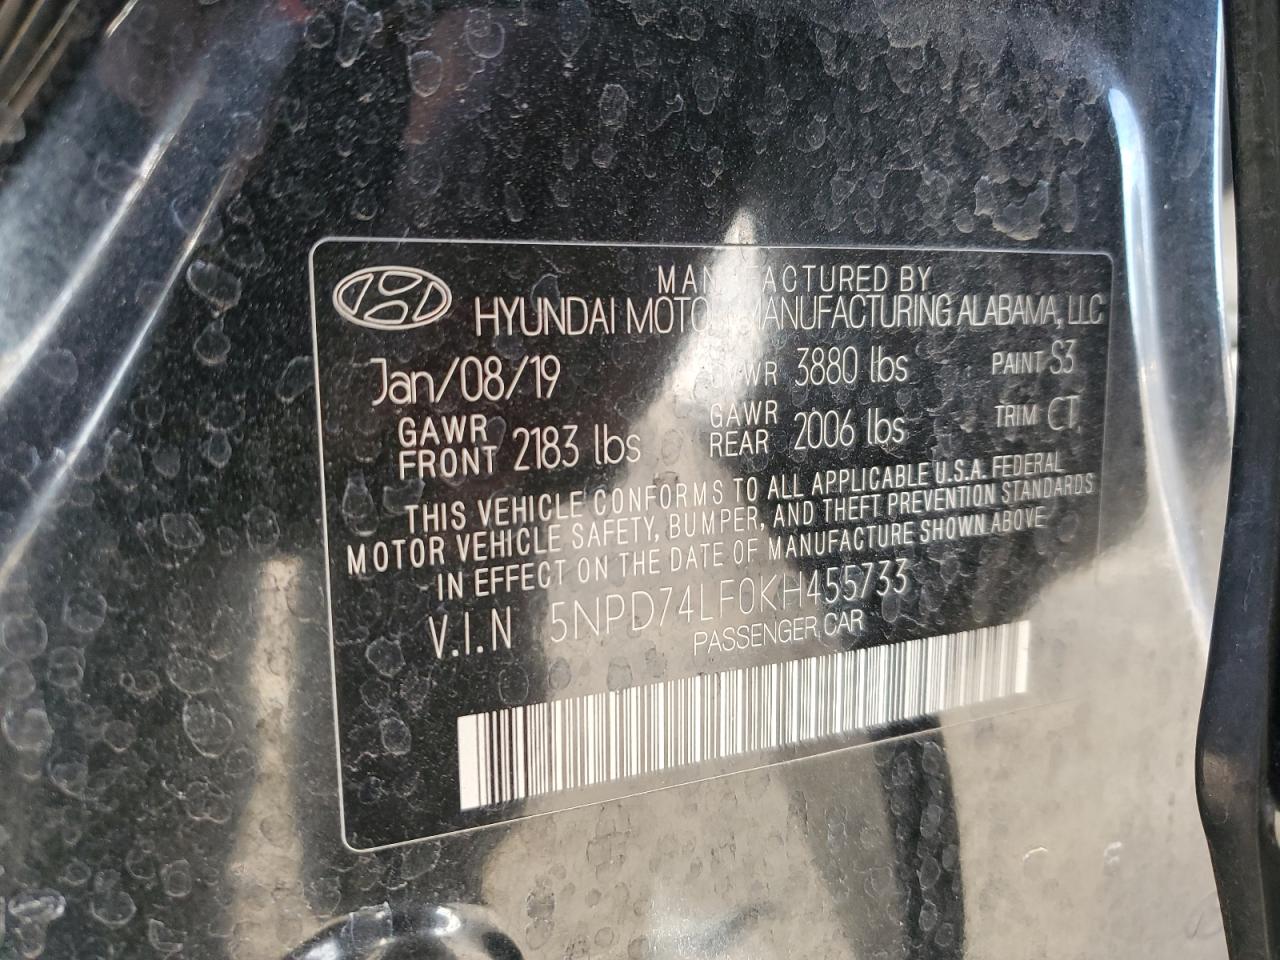 MANUFACTURED BY
HYUNDAI MOTOR MANUFACTURING ALABAMA, LLC
Jan/08/19 GVWR 3880 lbs PAINT S3
GAWR FRONT 2183 lbs GAWR REAR 2006 lbs TRIM CT
THIS VEHICLE CONFORMS TO ALL APPLICABLE U.S.A. FEDERAL
MOTOR VEHICLE SAFETY, BUMPER, AND THEFT PREVENTION STANDARDS
IN EFFECT ON THE DATE OF MANUFACTURE SHOWN ABOVE
V.I.N 5NPD74LF0KH455733
PASSENGER CAR